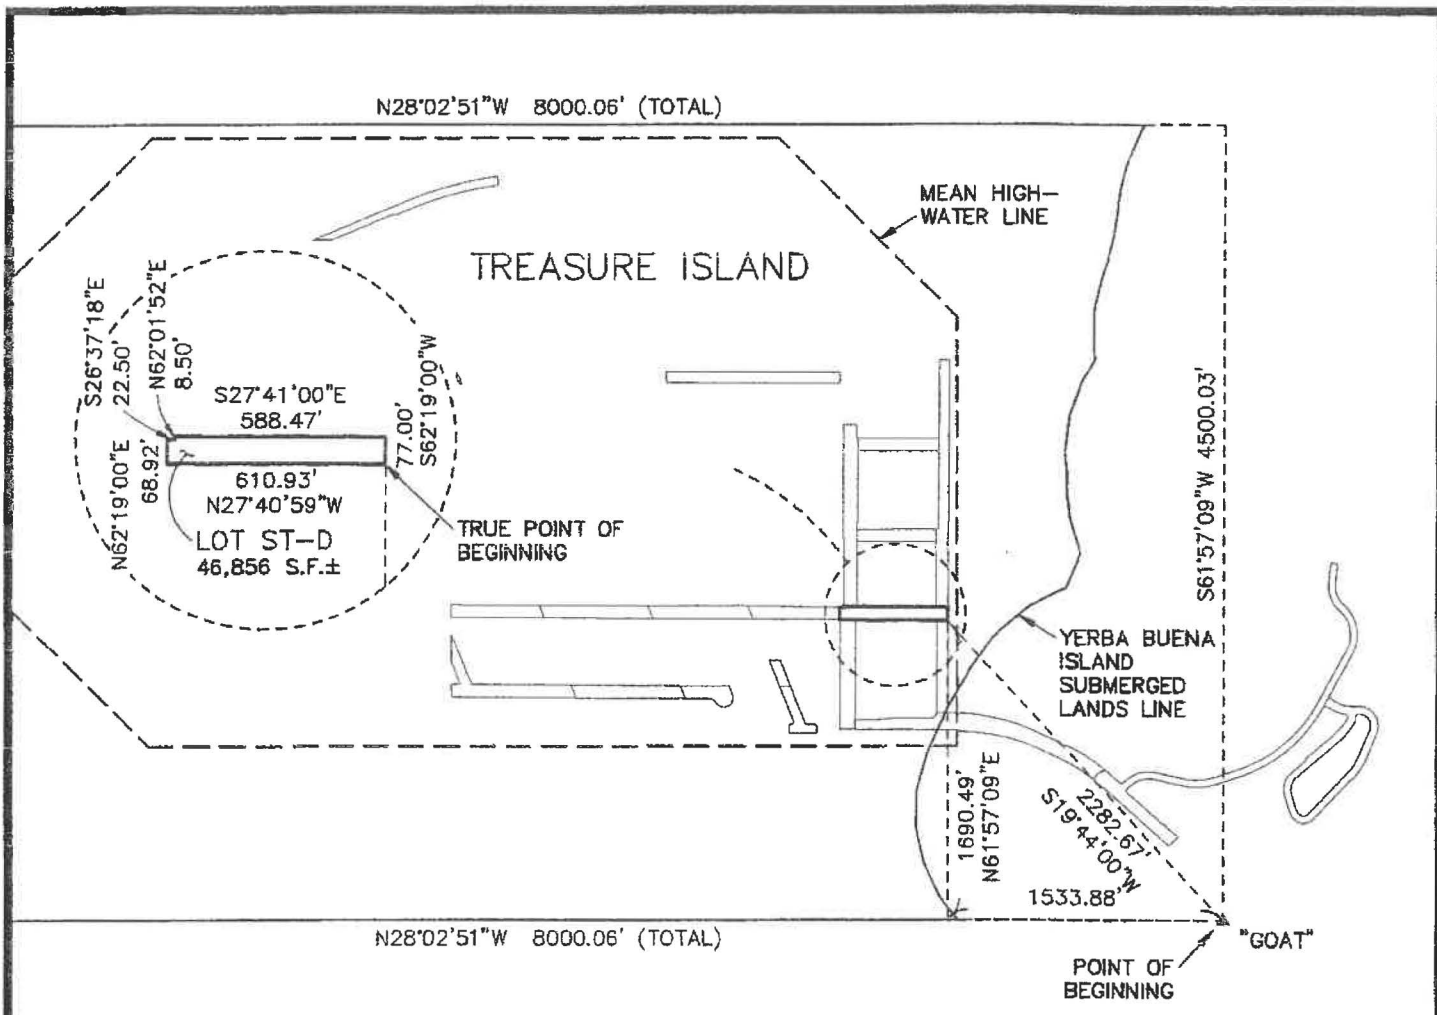 N28°02'51"W 8000.06' (TOTAL)
MEAN HIGH-
WATER LINE
TREASURE ISLAND
S26°37'18"E
22.50'
N62°01'52"E
8.50'
S27°41'00"E
588.47'
77.00'
S62°19'00"W
N62°19'00"E
68.92'
610.93'
N27°40'59"W
LOT ST-D
46,856 S.F.±
TRUE POINT OF
BEGINNING
S61°57'09"W 4500.03'
YERBA BUENA
ISLAND
SUBMERGED
LANDS LINE
1690.49'
N61°57'09"E
2282.67'
S19°44'00"W
1533.88'
N28°02'51"W 8000.06' (TOTAL)
"GOAT"
POINT OF
BEGINNING